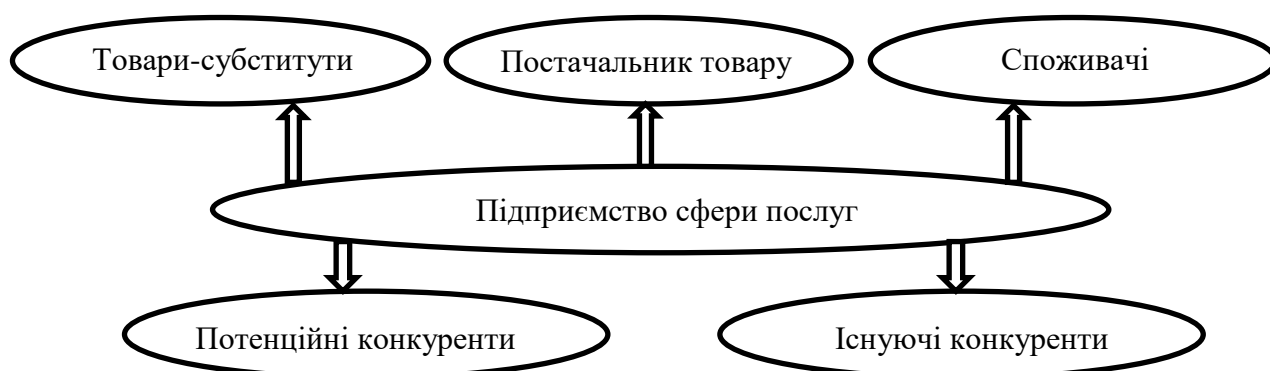 Товари-субститути
Постачальник товару
Споживачі
Підприємство сфери послуг
Потенційні конкуренти
Існуючі конкуренти